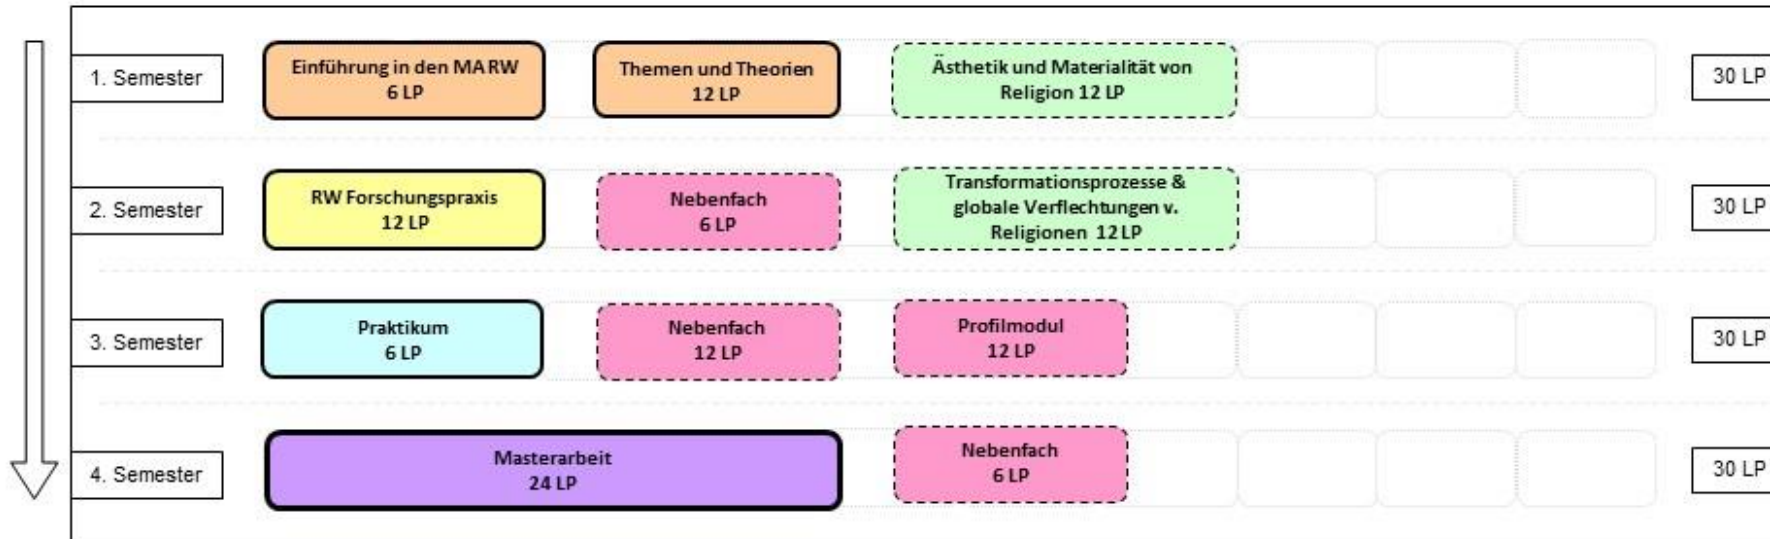 1. Semester
Einführung in den MA RW
6 LP
Themen und Theorien
12 LP
Ästhetik und Materialität von
Religion 12 LP
30 LP
2. Semester
RW Forschungspraxis
12 LP
Nebenfach
6 LP
Transformationsprozesse &
globale Verflechtungen v.
Religionen 12 LP
30 LP
3. Semester
Praktikum
6 LP
Nebenfach
12 LP
Profilmodul
12 LP
30 LP
4. Semester
Masterarbeit
24 LP
Nebenfach
6 LP
30 LP